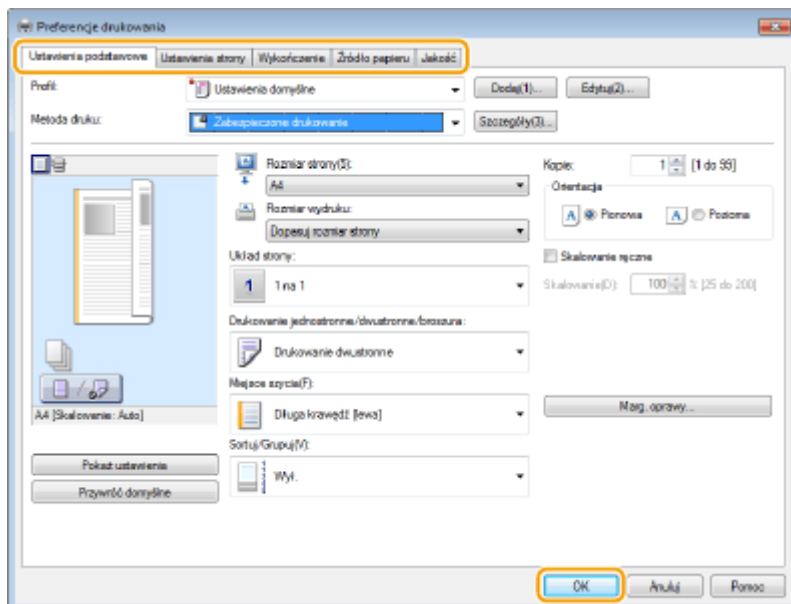 Preferencje drukowania
Ustawienia podstawowe Ustawienia strony Wykończenie Źródło papieru Jakość
Profil: Ustawienia domyślne Dodaj(1)... Edytuj(2)...
Metoda druku: Zabezpieczone drukowanie Szczegóły(3)...
Rozmiar strony(5): Kopie: 1 [1 do 99]
A4 Orientacja
Rozmiar wydruku: A Pionowa A Pozioma
Dopasuj rozmiar strony
Układ strony: Skalowanie ręczne
1 1 na 1 Skalowanie(D): 100 % [25 do 200]
Drukowanie jednostronne/dwustronne/broszura:
Drukowanie dwustronne
Miejsce szycia(F):
A4 [Skalowanie: Auto] Długa krawędź [lewa] Marg. oprawy...
Sortuj/Grupuj(V):
Pokaż ustawienia Wył.
Przywróć domyślne
OK Anuluj Pomoc